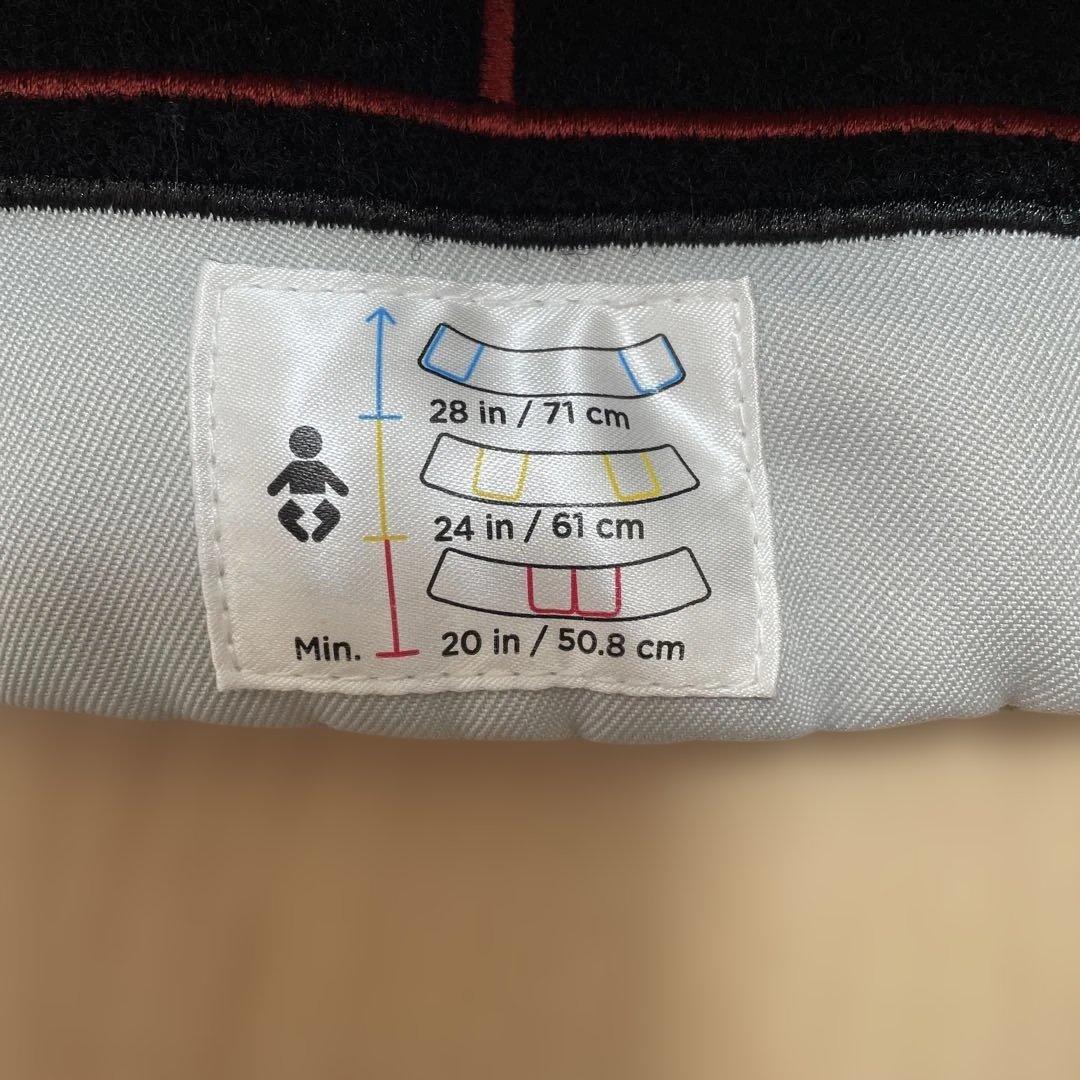 28 in / 71 cm
24 in / 61 cm
Min.
20 in / 50.8 cm